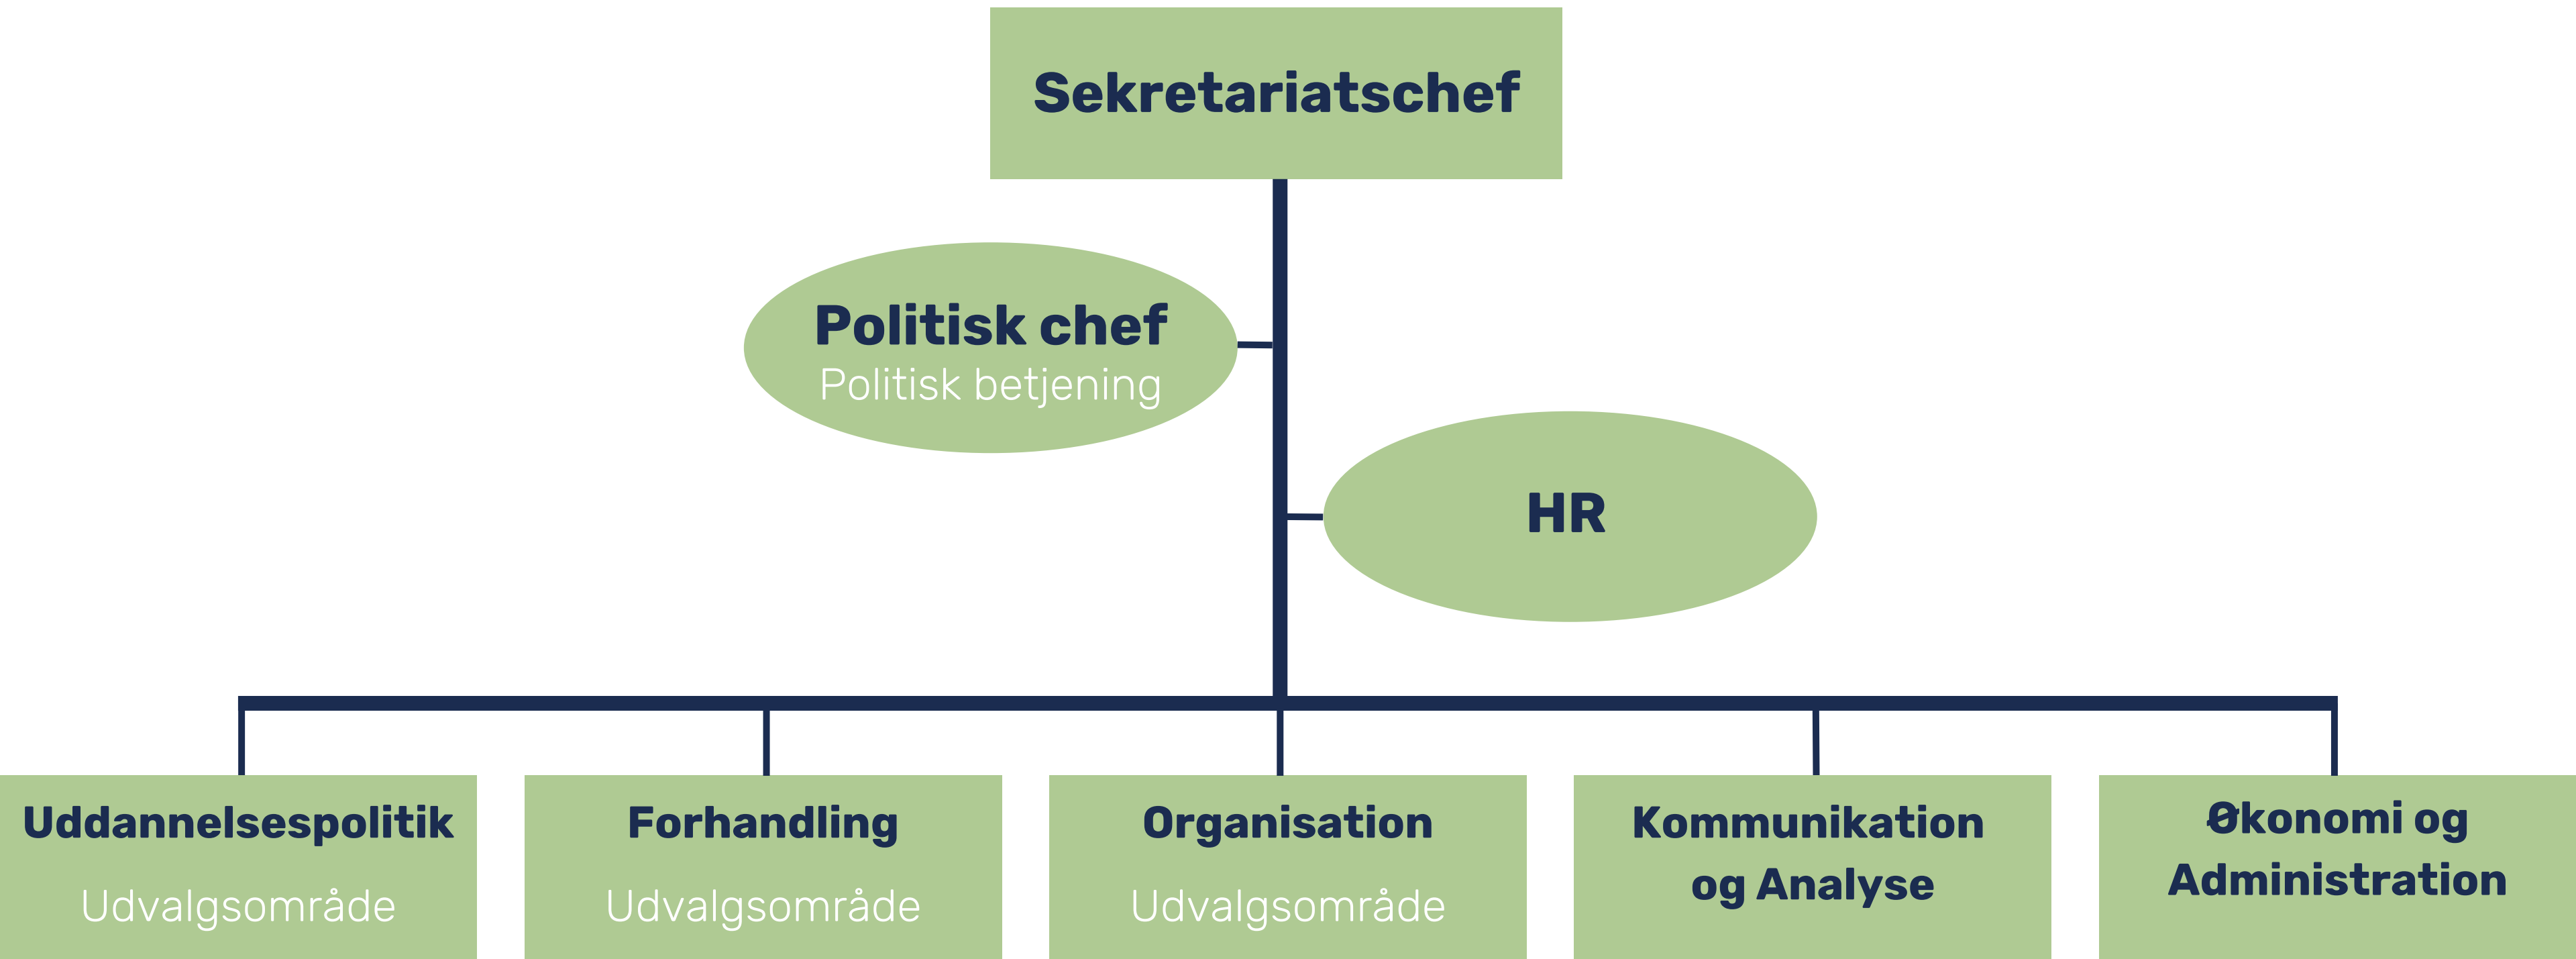 Sekretariatschef
Politisk chef
Politisk betjening
HR
Uddannelsespolitik
Udvalgsområde
Forhandling
Udvalgsområde
Organisation
Udvalgsområde
Kommunikation
og Analyse
Økonomi og
Administration